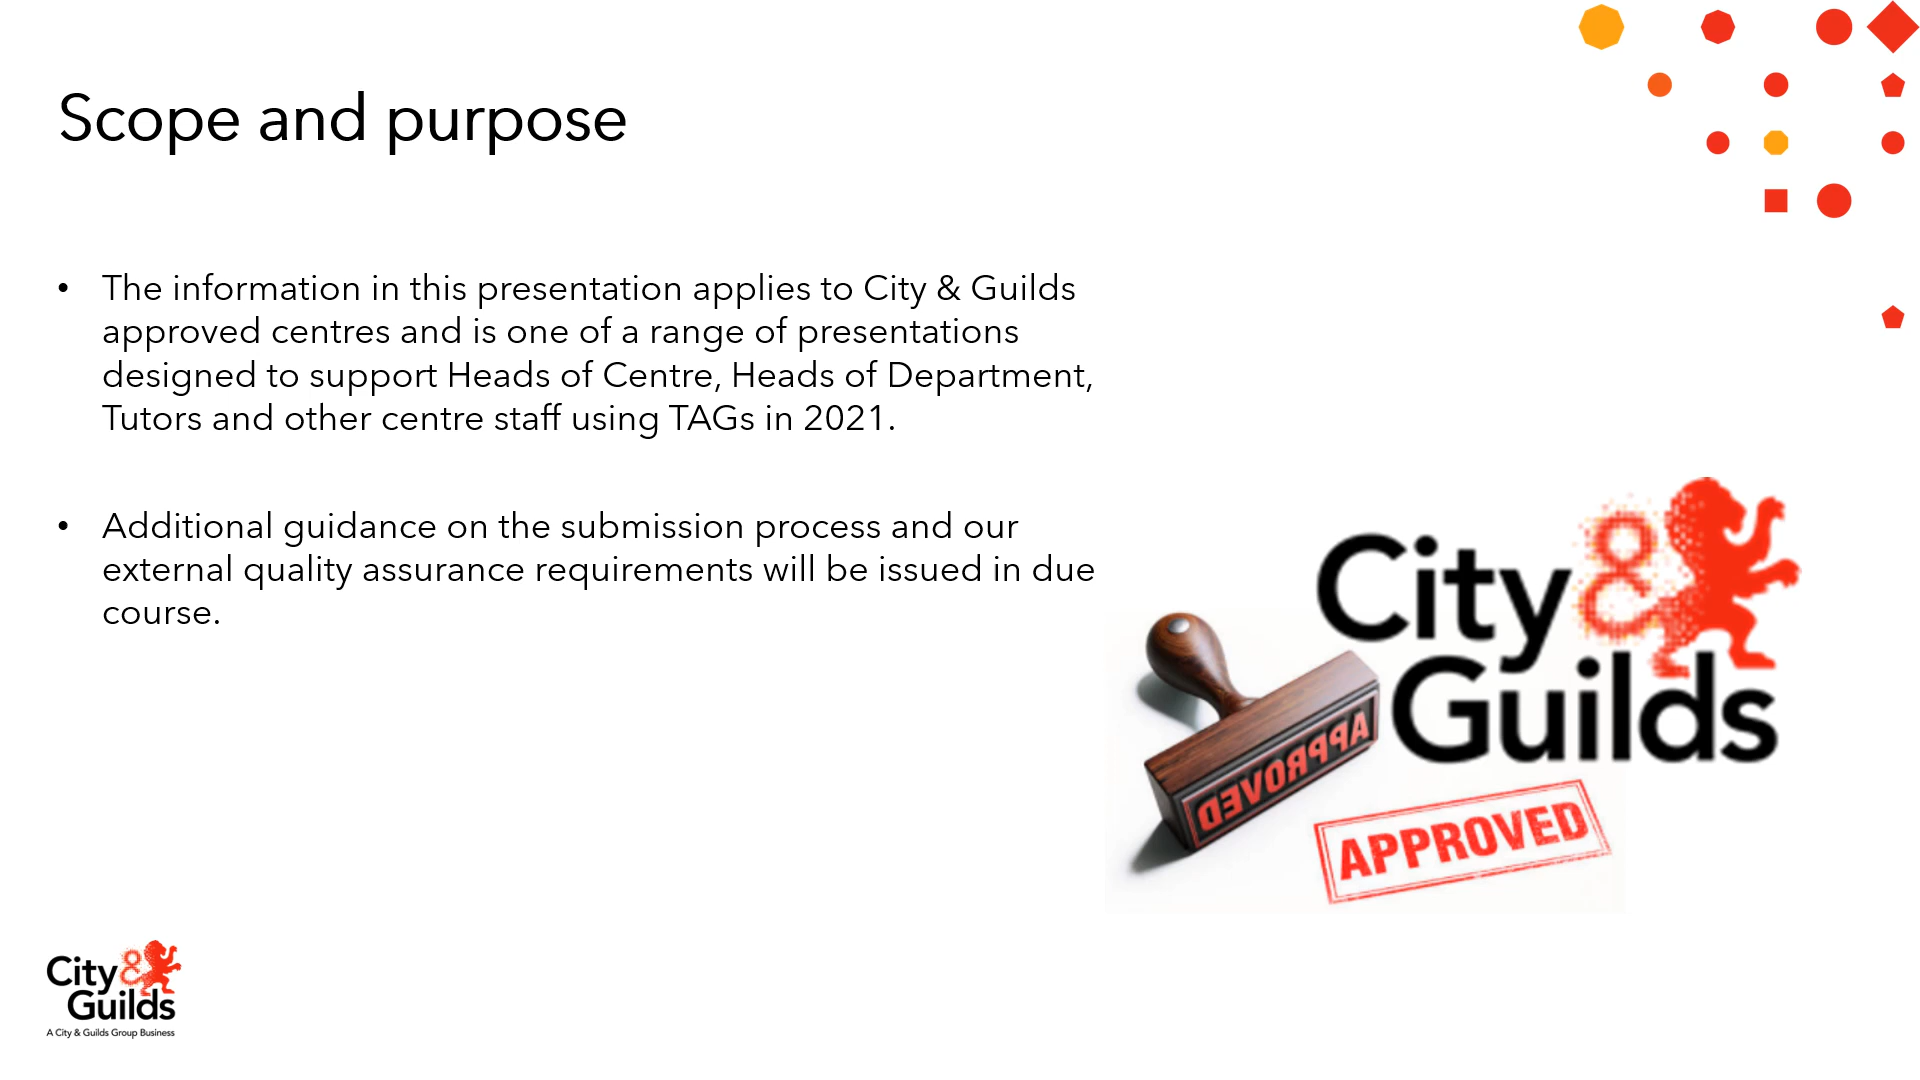 Scope and purpose
• The information in this presentation applies to City & Guilds
approved centres and is one of a range of presentations
designed to support Heads of Centre, Heads of Department,
Tutors and other centre staff using TAGs in 2021.
• Additional guidance on the submission process and our
external quality assurance requirements will be issued in due
course.
City &
Guilds
APPROVED
APPROVED
City &
Guilds
A City & Guilds Group Business